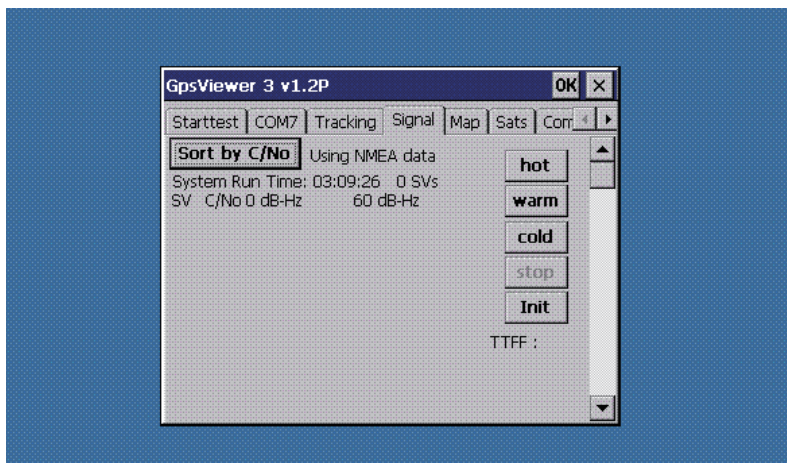 GpsViewer 3 v1.2P OK ×
Starttest COM7 Tracking Signal Map Sats Com
Sort by C/No Using NMEA data
hot
System Run Time: 03:09:26 0 SVs
SV C/No 0 dB-Hz 60 dB-Hz
warm
cold
stop
Init
TTFF :